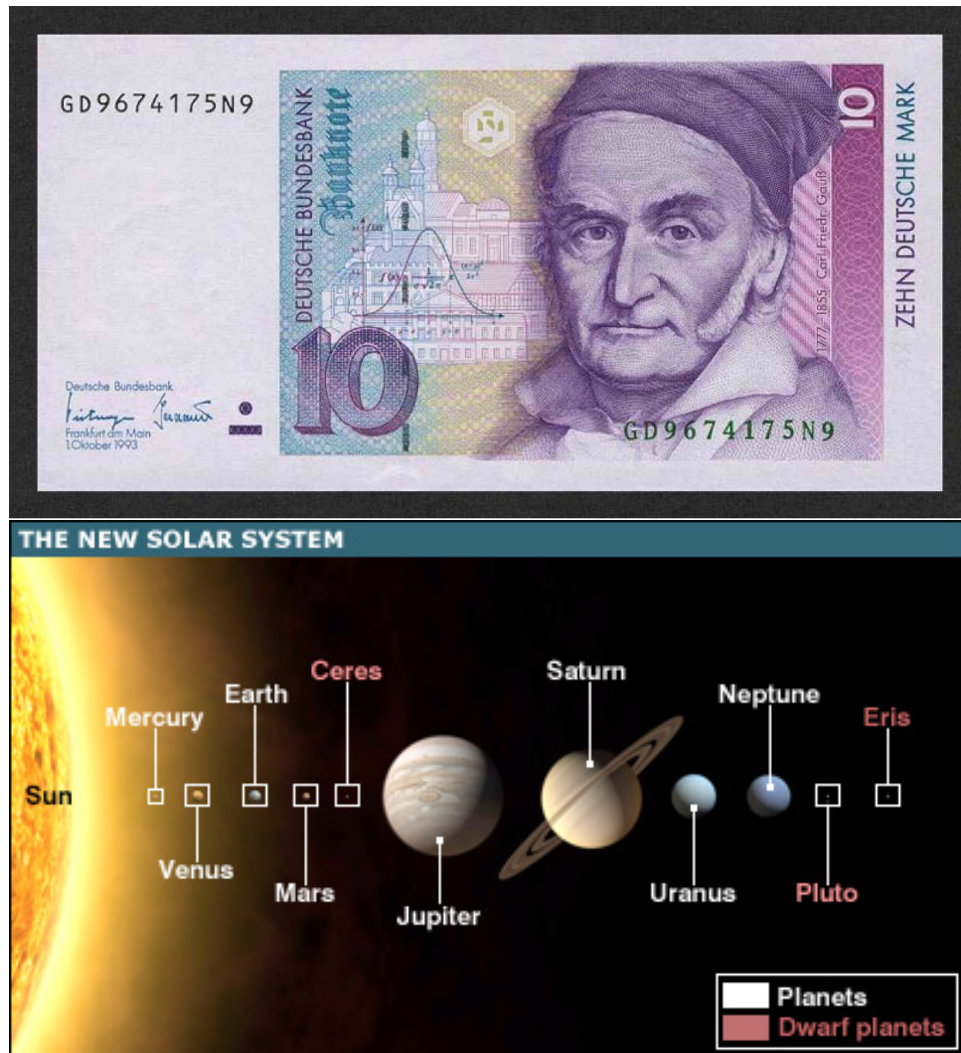 GD9674175N9
DEUTSCHE BUNDESBANK
Banknote
10
1777–1855 Carl Friedr. Gauß
10
ZEHN DEUTSCHE MARK
Deutsche Bundesbank
Frankfurt am Main
1.Oktober 1993
GD9674175N9
THE NEW SOLAR SYSTEM
Ceres
Saturn
Earth
Neptune
Mercury
Eris
Sun
Venus
Mars
Uranus
Pluto
Jupiter
Planets
Dwarf planets